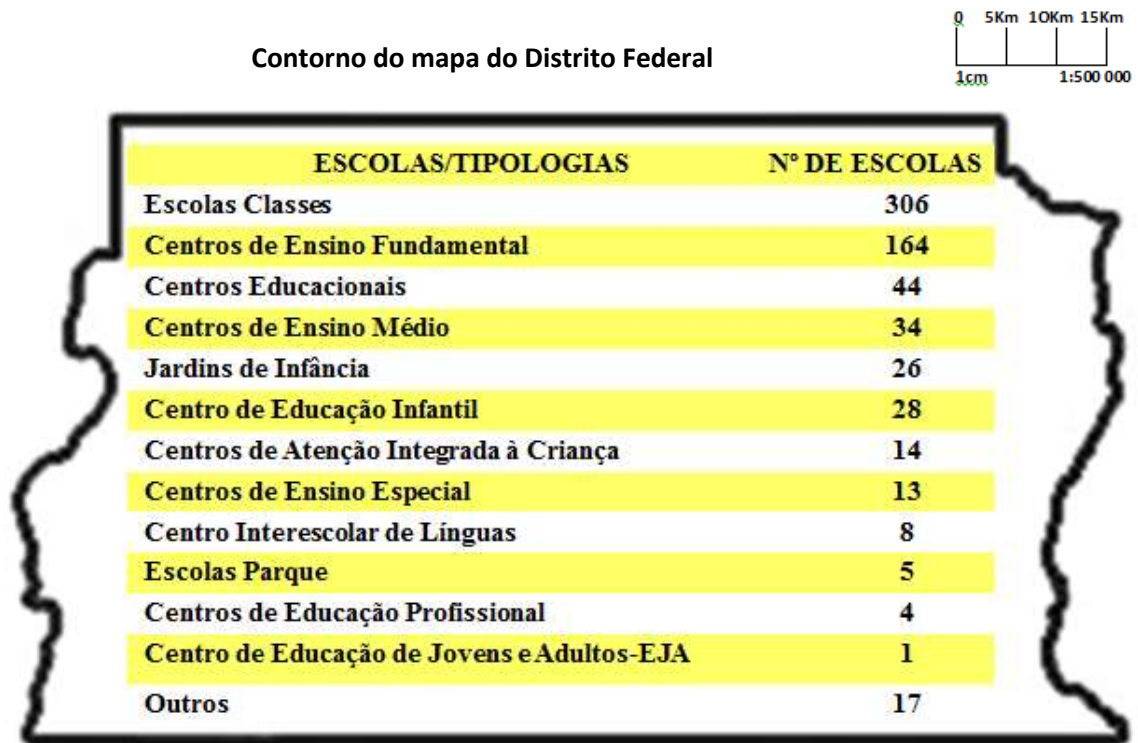 0 5Km 10Km 15Km
Contorno do mapa do Distrito Federal
1cm 1:500 000
ESCOLAS/TIPOLOGIAS Nº DE ESCOLAS
Escolas Classes 306
Centros de Ensino Fundamental 164
Centros Educacionais 44
Centros de Ensino Médio 34
Jardins de Infância 26
Centro de Educação Infantil 28
Centros de Atenção Integrada à Criança 14
Centros de Ensino Especial 13
Centro Interescolar de Línguas 8
Escolas Parque 5
Centros de Educação Profissional 4
Centro de Educação de Jovens e Adultos-EJA 1
Outros 17